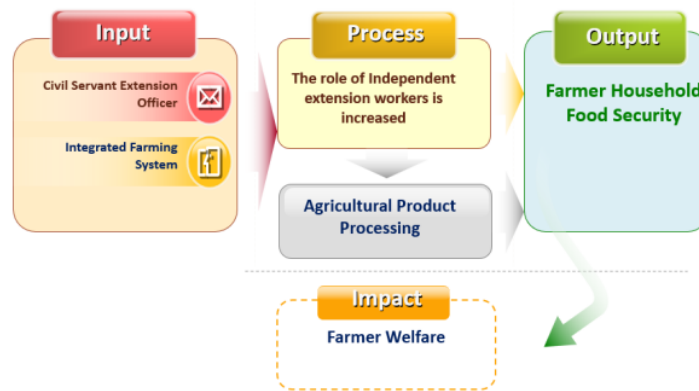 Input
Civil Servant Extension
Officer
Integrated Farming
System
Process
The role of Independent
extension workers is
increased
Agricultural Product
Processing
Output
Farmer Household
Food Security
Impact
Farmer Welfare